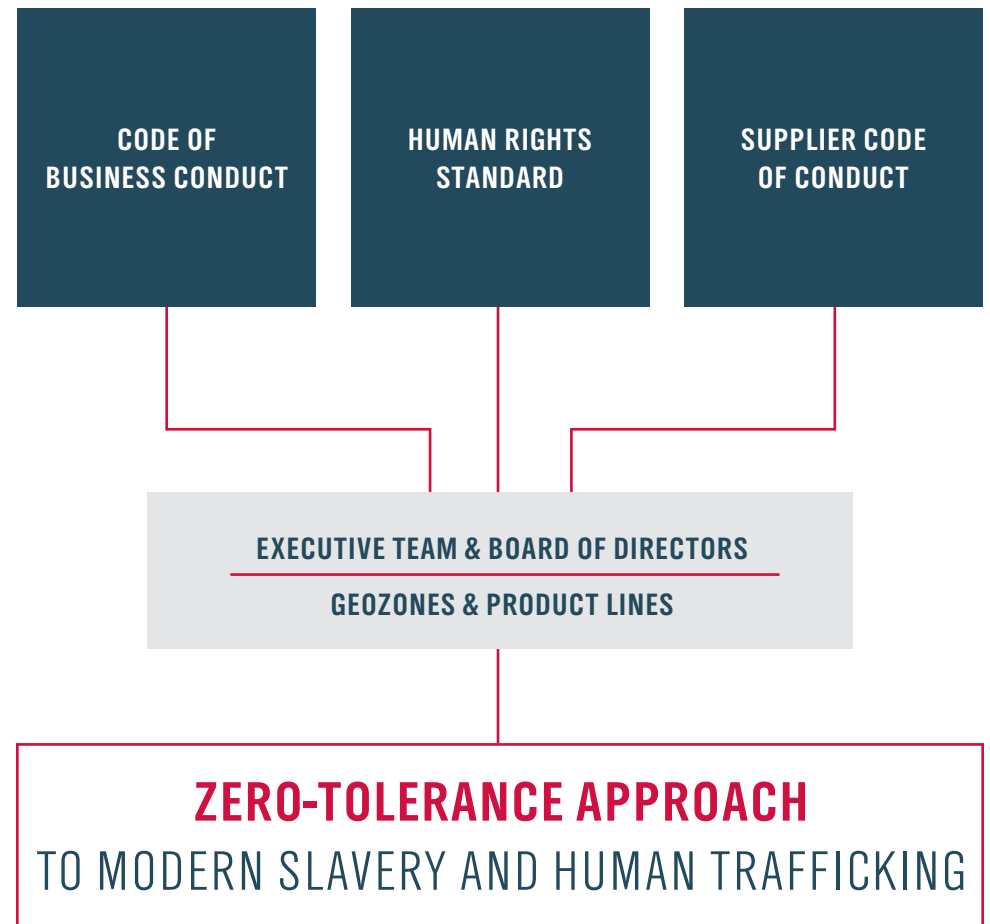 CODE OF
BUSINESS CONDUCT
HUMAN RIGHTS
STANDARD
SUPPLIER CODE
OF CONDUCT
EXECUTIVE TEAM & BOARD OF DIRECTORS
GEOZONES & PRODUCT LINES
ZERO-TOLERANCE APPROACH
TO MODERN SLAVERY AND HUMAN TRAFFICKING